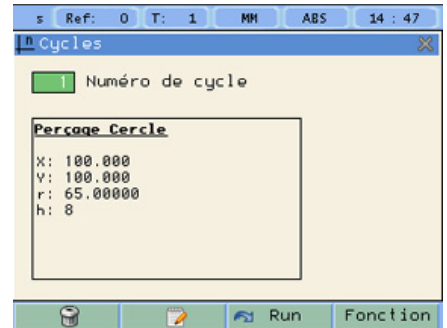 s Ref: 0 T: 1 MM ABS 14 : 47
Cycles
1 Numéro de cycle
Perçage Cercle
X: 100.000
Y: 100.000
r: 65.00000
h: 8
Run Fonction